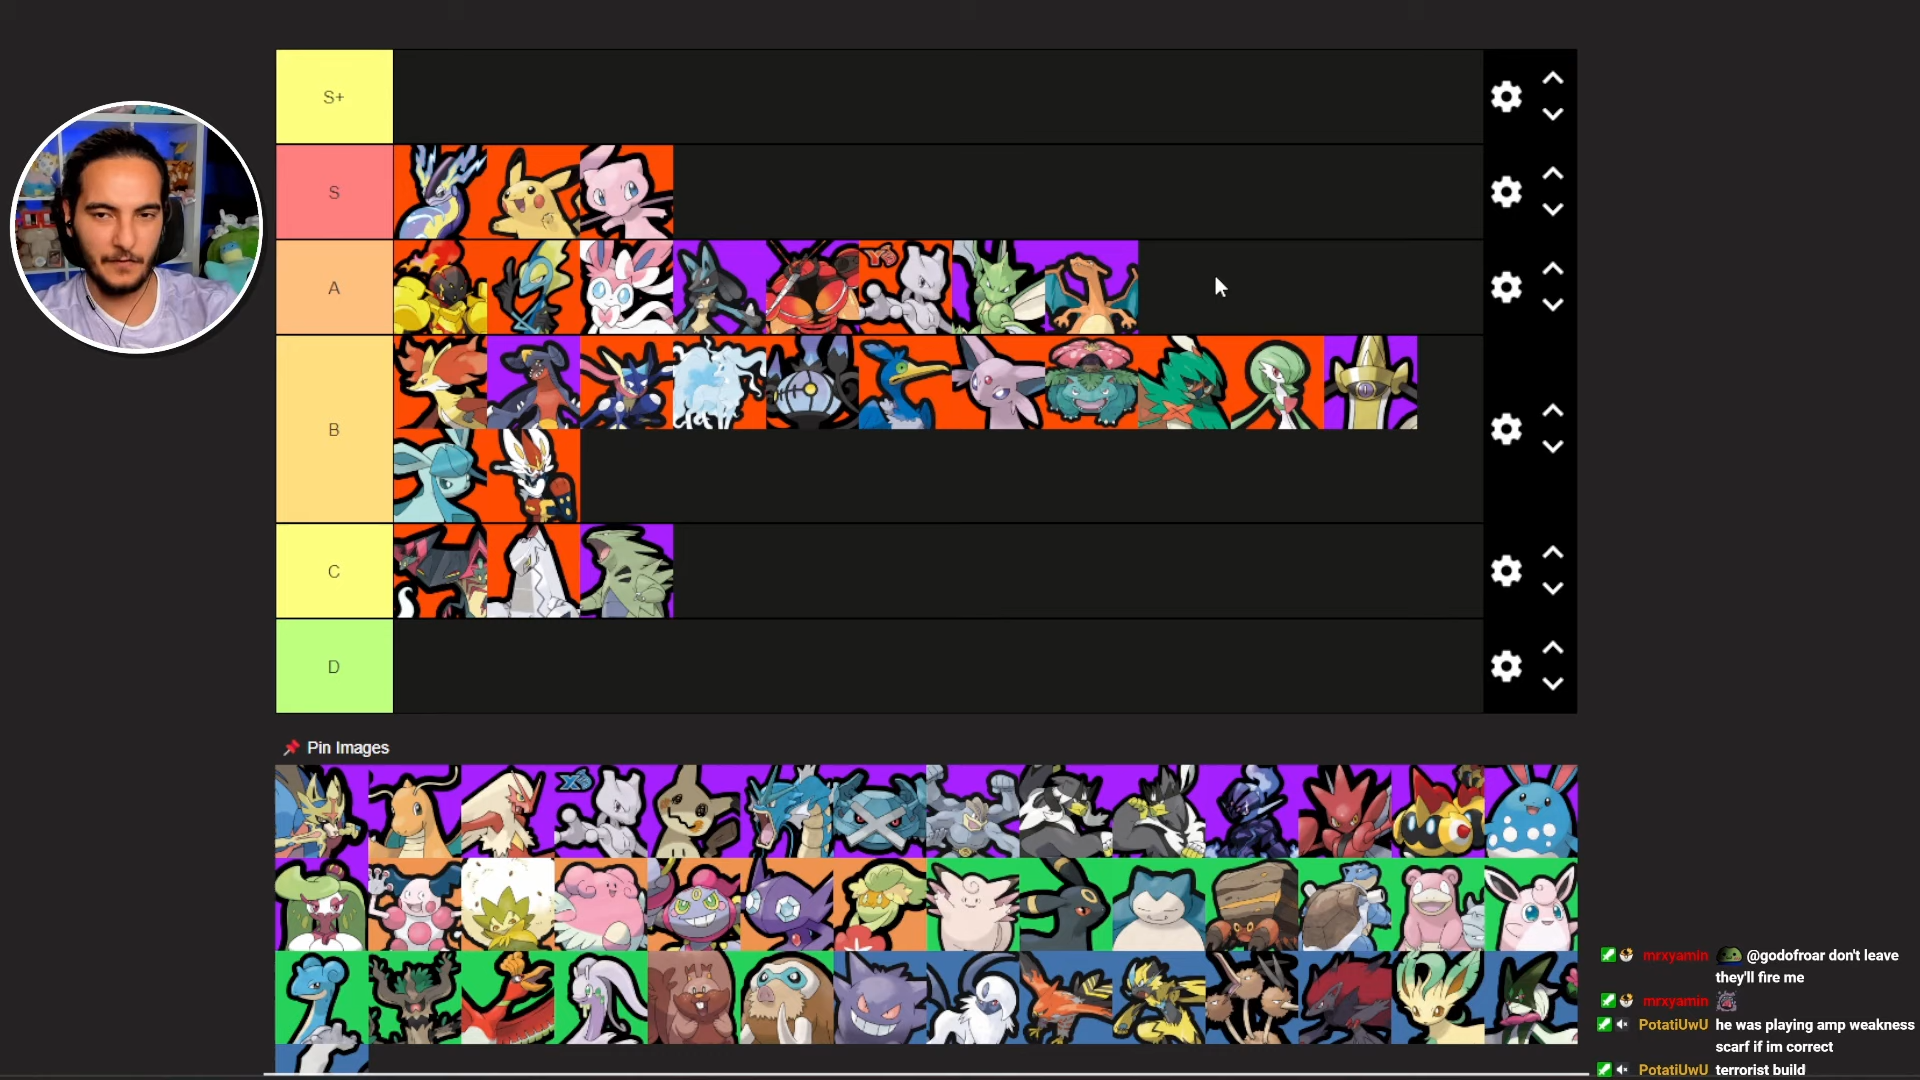 S+
S
A
B
C
D
Pin Images
mrxyamin @godofroar don't leave
they'll fire me
mrxyamin
PotatiUwU he was playing amp weakness
scarf if im correct
PotatiUwU terrorist build